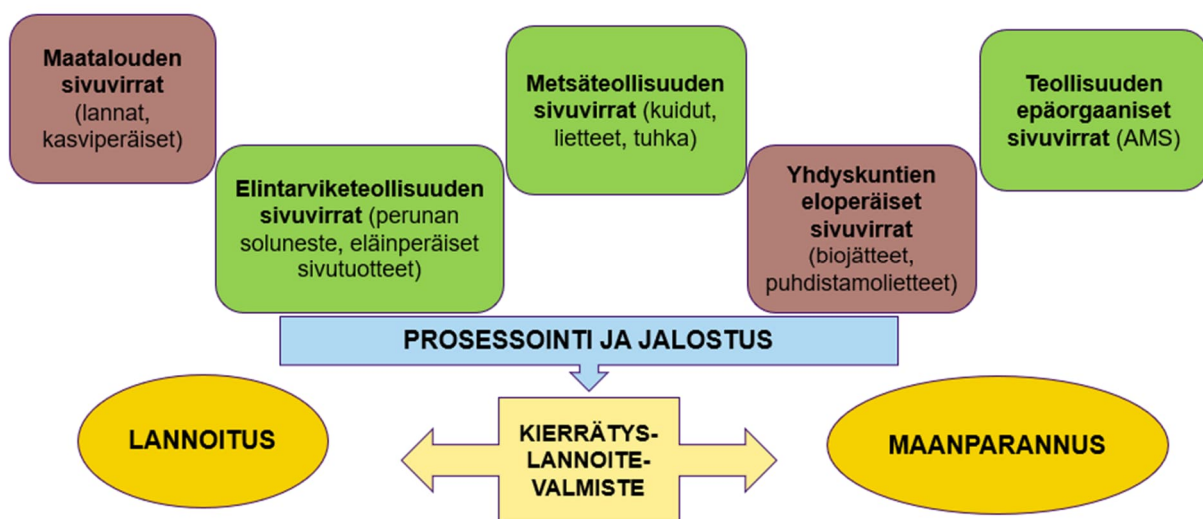 Maatalouden
sivuvirrat
(lannat,
kasviperäiset)
Elintarviketeollisuuden
sivuvirrat (perunan
soluneste, eläinperäiset
sivutuotteet)
Metsäteollisuuden
sivuvirrat (kuidut,
lietteet, tuhka)
Yhdyskuntien
eloperäiset
sivuvirrat
(biojätteet,
puhdistamolietteet)
Teollisuuden
epäorgaaniset
sivuvirrat (AMS)
PROSESSOINTI JA JALOSTUS
LANNOITUS
KIERRÄTYS-
LANNOITE-
VALMISTE
MAANPARANNUS